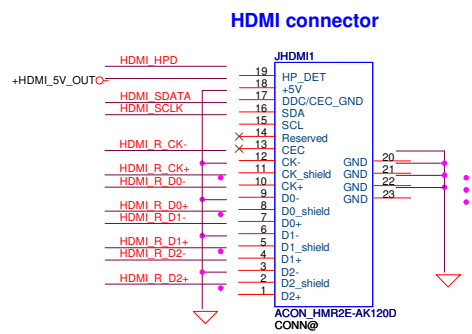 HDMI connector
JHDMI1
HDMI_HPD
19 HP_DET
+HDMI_5V_OUT
18 +5V
17 DDC/CEC_GND
HDMI_SDATA 16 SDA
HDMI_SCLK 15 SCL
14 Reserved
13 CEC
HDMI_R_CK- 12 CK- GND 20
11 CK_shield GND 21
HDMI_R_CK+ 10 CK+ GND 22
HDMI_R_D0- 9 D0- GND 23
8 D0_shield
HDMI_R_D0+ 7 D0+
HDMI_R_D1- 6 D1-
5 D1_shield
HDMI_R_D1+ 4 D1+
HDMI_R_D2- 3 D2-
2 D2_shield
HDMI_R_D2+ 1 D2+
ACON_HMR2E-AK120D
CONN@